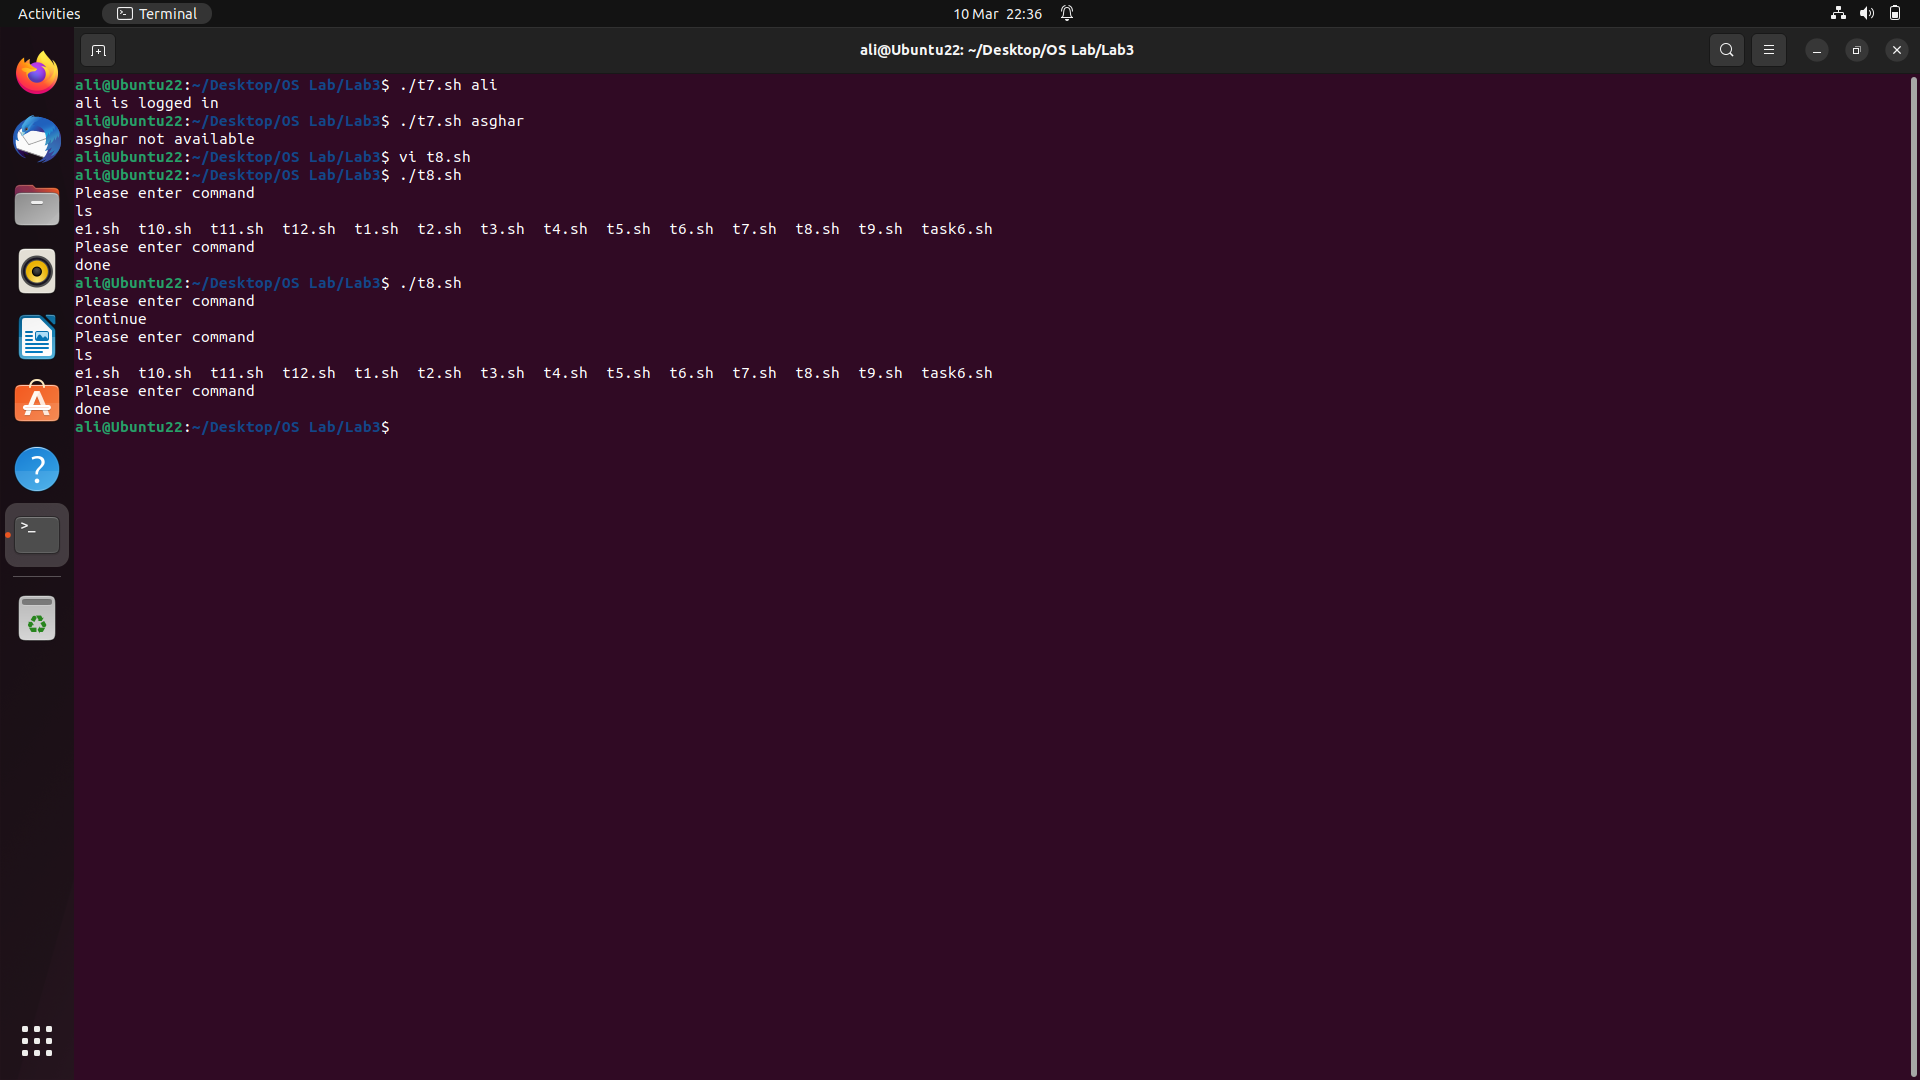 Activities Terminal 10 Mar 22:36
ali@Ubuntu22: ~/Desktop/OS Lab/Lab3
ali@Ubuntu22:~/Desktop/OS Lab/Lab3$ ./t7.sh ali
ali is logged in
ali@Ubuntu22:~/Desktop/OS Lab/Lab3$ ./t7.sh asghar
asghar not available
ali@Ubuntu22:~/Desktop/OS Lab/Lab3$ vi t8.sh
ali@Ubuntu22:~/Desktop/OS Lab/Lab3$ ./t8.sh
Please enter command
ls
e1.sh  t10.sh  t11.sh  t12.sh  t1.sh  t2.sh  t3.sh  t4.sh  t5.sh  t6.sh  t7.sh  t8.sh  t9.sh  task6.sh
Please enter command
done
ali@Ubuntu22:~/Desktop/OS Lab/Lab3$ ./t8.sh
Please enter command
continue
Please enter command
ls
e1.sh  t10.sh  t11.sh  t12.sh  t1.sh  t2.sh  t3.sh  t4.sh  t5.sh  t6.sh  t7.sh  t8.sh  t9.sh  task6.sh
Please enter command
done
ali@Ubuntu22:~/Desktop/OS Lab/Lab3$